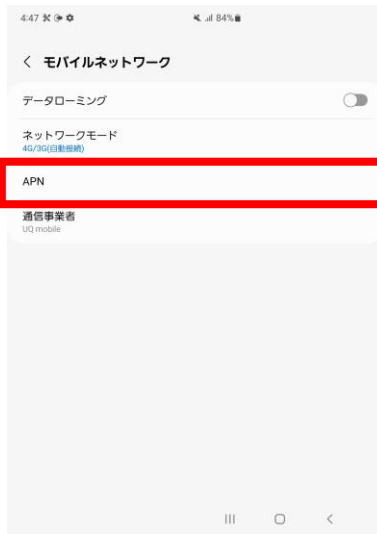 4:47 84%
モバイルネットワーク
データローミング
ネットワークモード
4G/3G(自動接続)
APN
通信事業者
UQ mobile